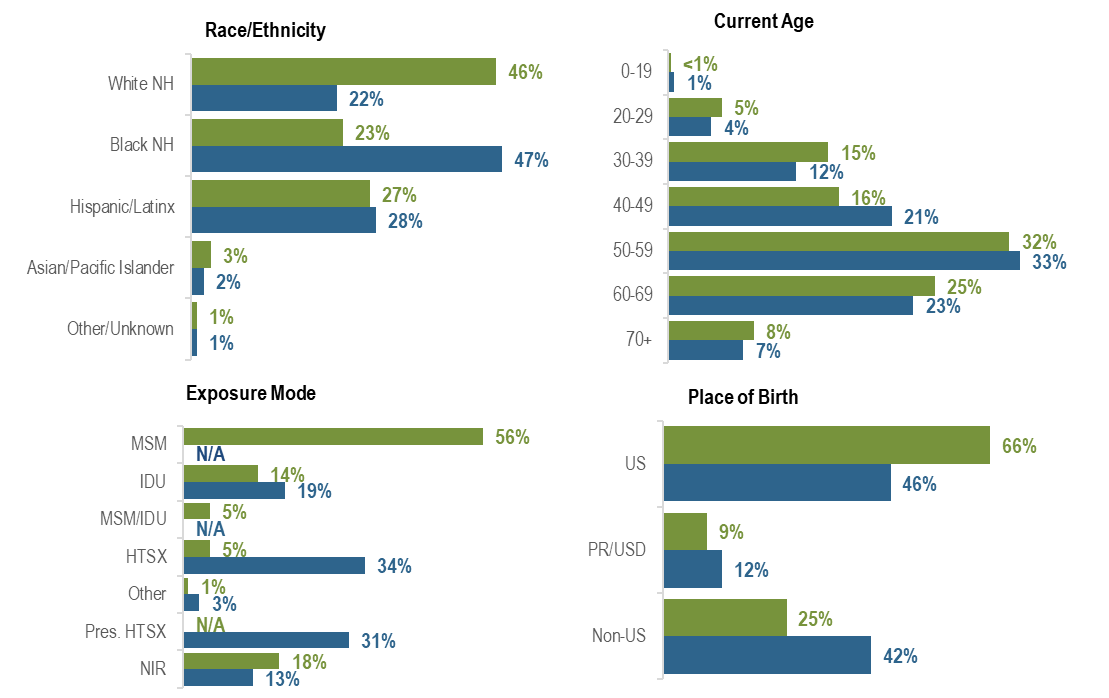 Race/Ethnicity
White NH
46%
22%
Black NH
23%
47%
Hispanic/Latinx
27%
28%
Asian/Pacific Islander
3%
2%
Other/Unknown
1%
1%
Current Age
0-19
<1%
1%
20-29
5%
4%
30-39
15%
12%
40-49
16%
21%
50-59
32%
33%
60-69
25%
23%
70+
8%
7%
Exposure Mode
MSM
56%
N/A
IDU
14%
19%
MSM/IDU
5%
N/A
HTSX
5%
34%
Other
1%
3%
Pres. HTSX
N/A
31%
NIR
18%
13%
Place of Birth
US
66%
46%
PR/USD
9%
12%
Non-US
25%
42%